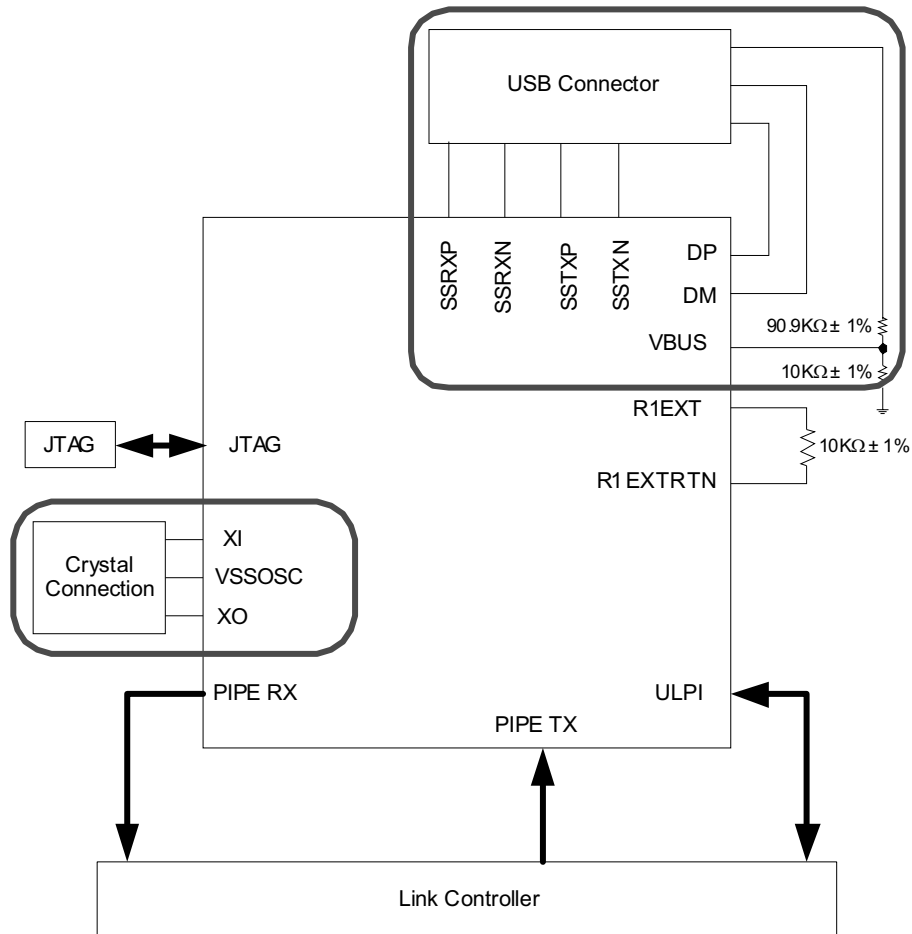 USB Connector
SSRXP
SSRXN
SSTXP
SSTXN
DP
DM
90.9KΩ ± 1%
VBUS
10KΩ ± 1%
R1EXT
JTAG
JTAG
10KΩ ± 1%
R1EXTRTN
XI
Crystal
Connection
VSSOSC
XO
PIPE RX
ULPI
PIPE TX
Link Controller